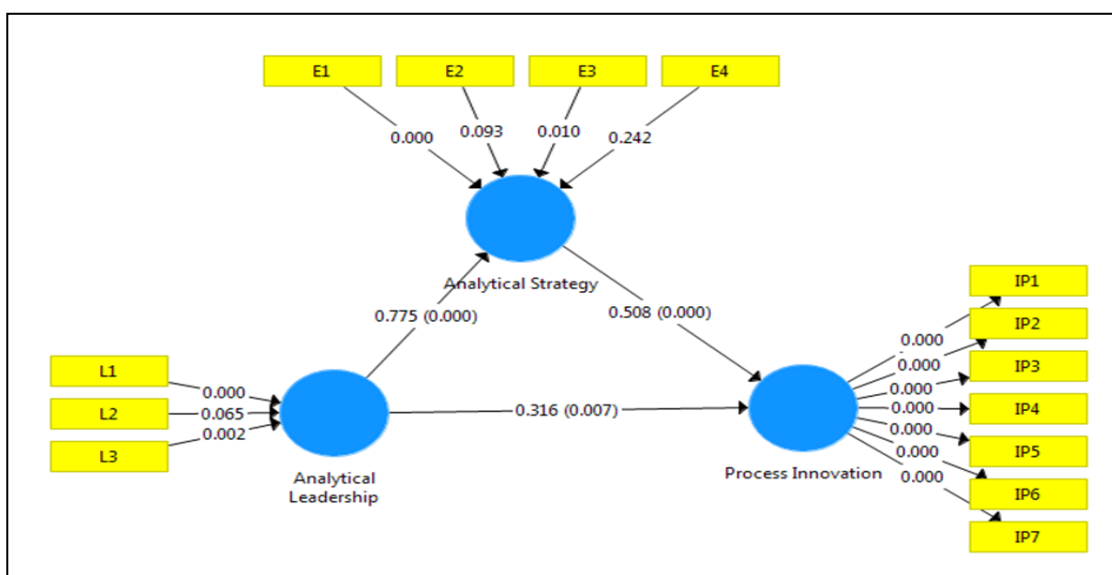 E1
E2
E3
E4
0.000
0.093
0.010
0.242
Analytical Strategy
0.775 (0.000)
0.508 (0.000)
L1
L2
L3
0.000
0.065
0.002
Analytical
Leadership
0.316 (0.007)
Process Innovation
0.000
0.000
0.000
0.000
0.000
0.000
0.000
IP1
IP2
IP3
IP4
IP5
IP6
IP7